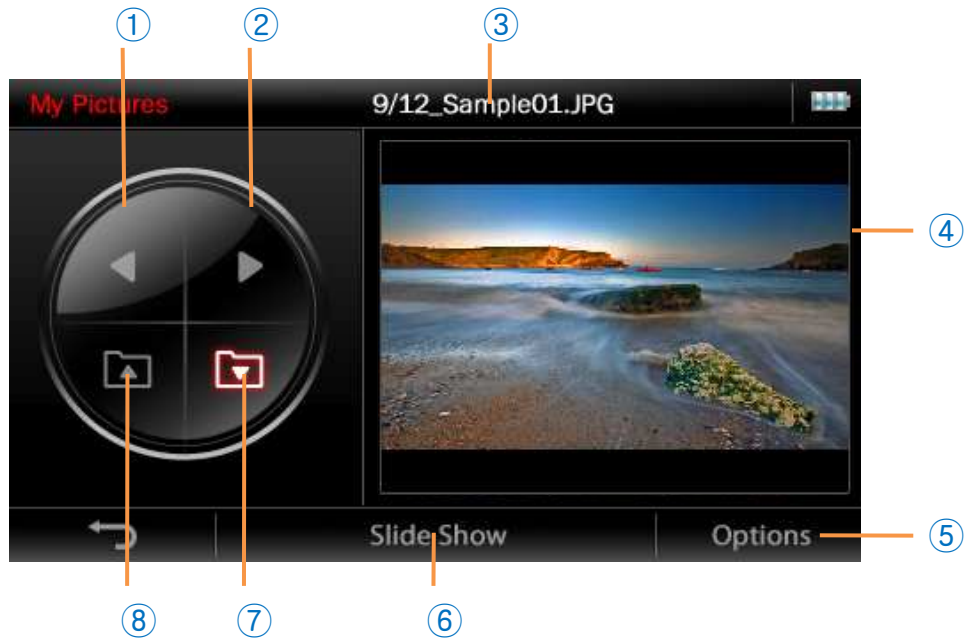 ① ② ③
My Pictures 9/12_Sample01.JPG
④
Slide Show Options ⑤
⑧ ⑦ ⑥